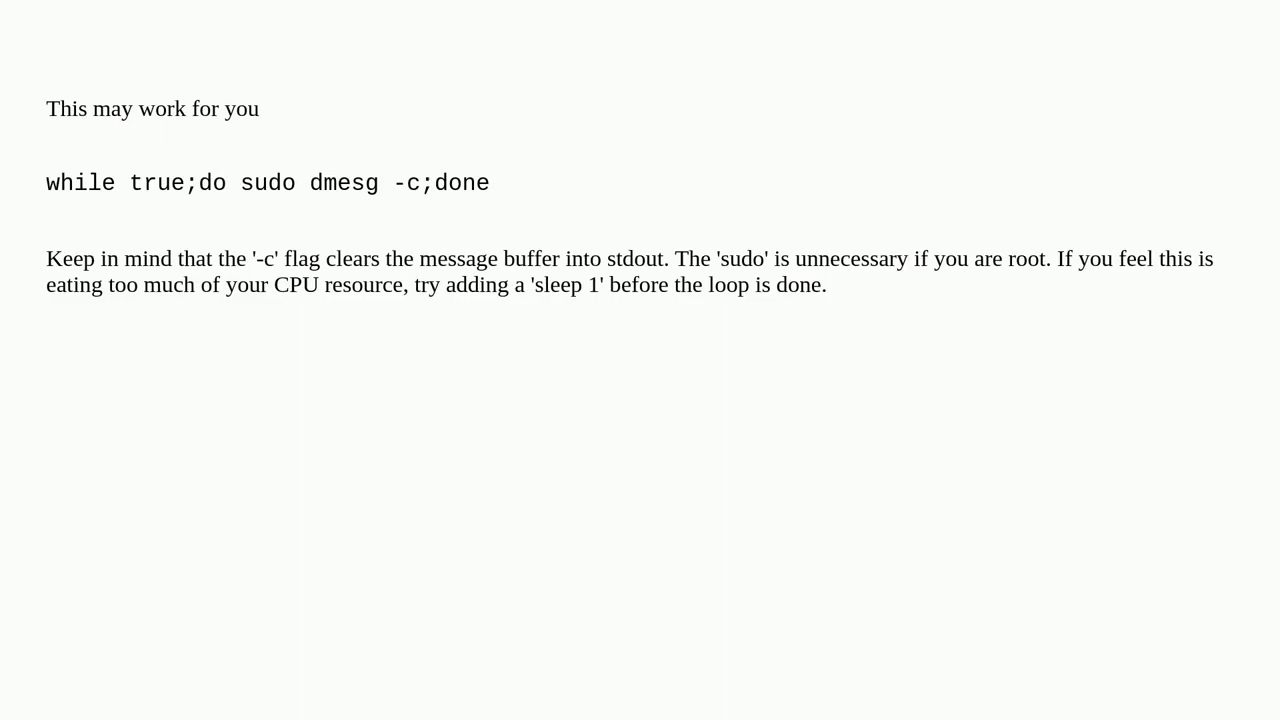 This may work for you
while true;do sudo dmesg -c;done
Keep in mind that the '-c' flag clears the message buffer into stdout. The 'sudo' is unnecessary if you are root. If you feel this is
eating too much of your CPU resource, try adding a 'sleep 1' before the loop is done.